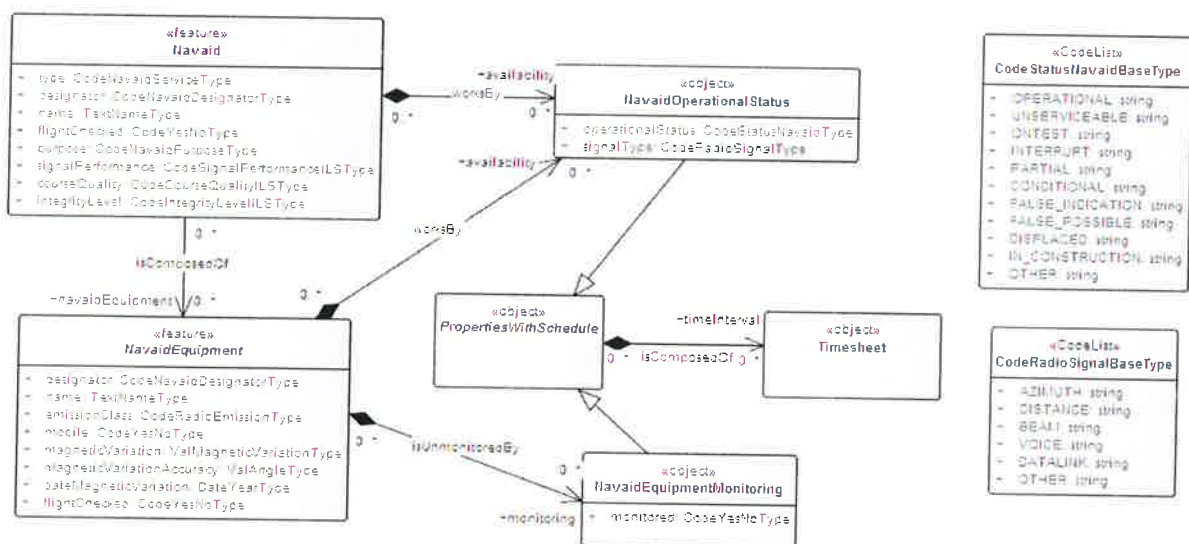 «feature»
Navaid
+ type: CodeNavaidServiceType
+ designator: CodeNavaidDesignatorType
+ name: TextNameType
+ flightChecked: CodeYesNoType
+ purpose: CodeNavaidPurposeType
+ signalPerformance: CodeSignalPerformanceILSType
+ courseQuality: CodeCourseQualityILSType
+ integrityLevel: CodeIntegrityLevelILSType
+availability
worksBy
0..*
0..*
«object»
NavaidOperationalStatus
+ operationalStatus: CodeStatusNavaidType
+ signalType: CodeRadioSignalType
+availability
0..*
worksBy
0..*
0..*
isComposedOf
+navaidEquipment
0..*
«feature»
NavaidEquipment
+ designator: CodeNavaidDesignatorType
+ name: TextNameType
+ emissionClass: CodeRadioEmissionType
+ mobile: CodeYesNoType
+ magneticVariation: ValMagneticVariationType
+ magneticVariationAccuracy: ValAngleType
+ dateMagneticVariation: DateYearType
+ flightChecked: CodeYesNoType
«object»
PropertiesWithSchedule
+timeInterval
0..*
isComposedOf
0..*
«object»
Timesheet
0..*
isUnmonitoredBy
0..*
+monitoring
«object»
NavaidEquipmentMonitoring
+ monitored: CodeYesNoType
«CodeList»
CodeStatusNavaidBaseType
+ OPERATIONAL: string
+ UNSERVICEABLE: string
+ ONTEST: string
+ INTERRUPT: string
+ PARTIAL: string
+ CONDITIONAL: string
+ FALSE_INDICATION: string
+ FALSE_POSSIBLE: string
+ DISPLACED: string
+ IN_CONSTRUCTION: string
+ OTHER: string
«CodeList»
CodeRadioSignalBaseType
+ AZIMUTH: string
+ DISTANCE: string
+ BEAM: string
+ VOICE: string
+ DATALINK: string
+ OTHER: string